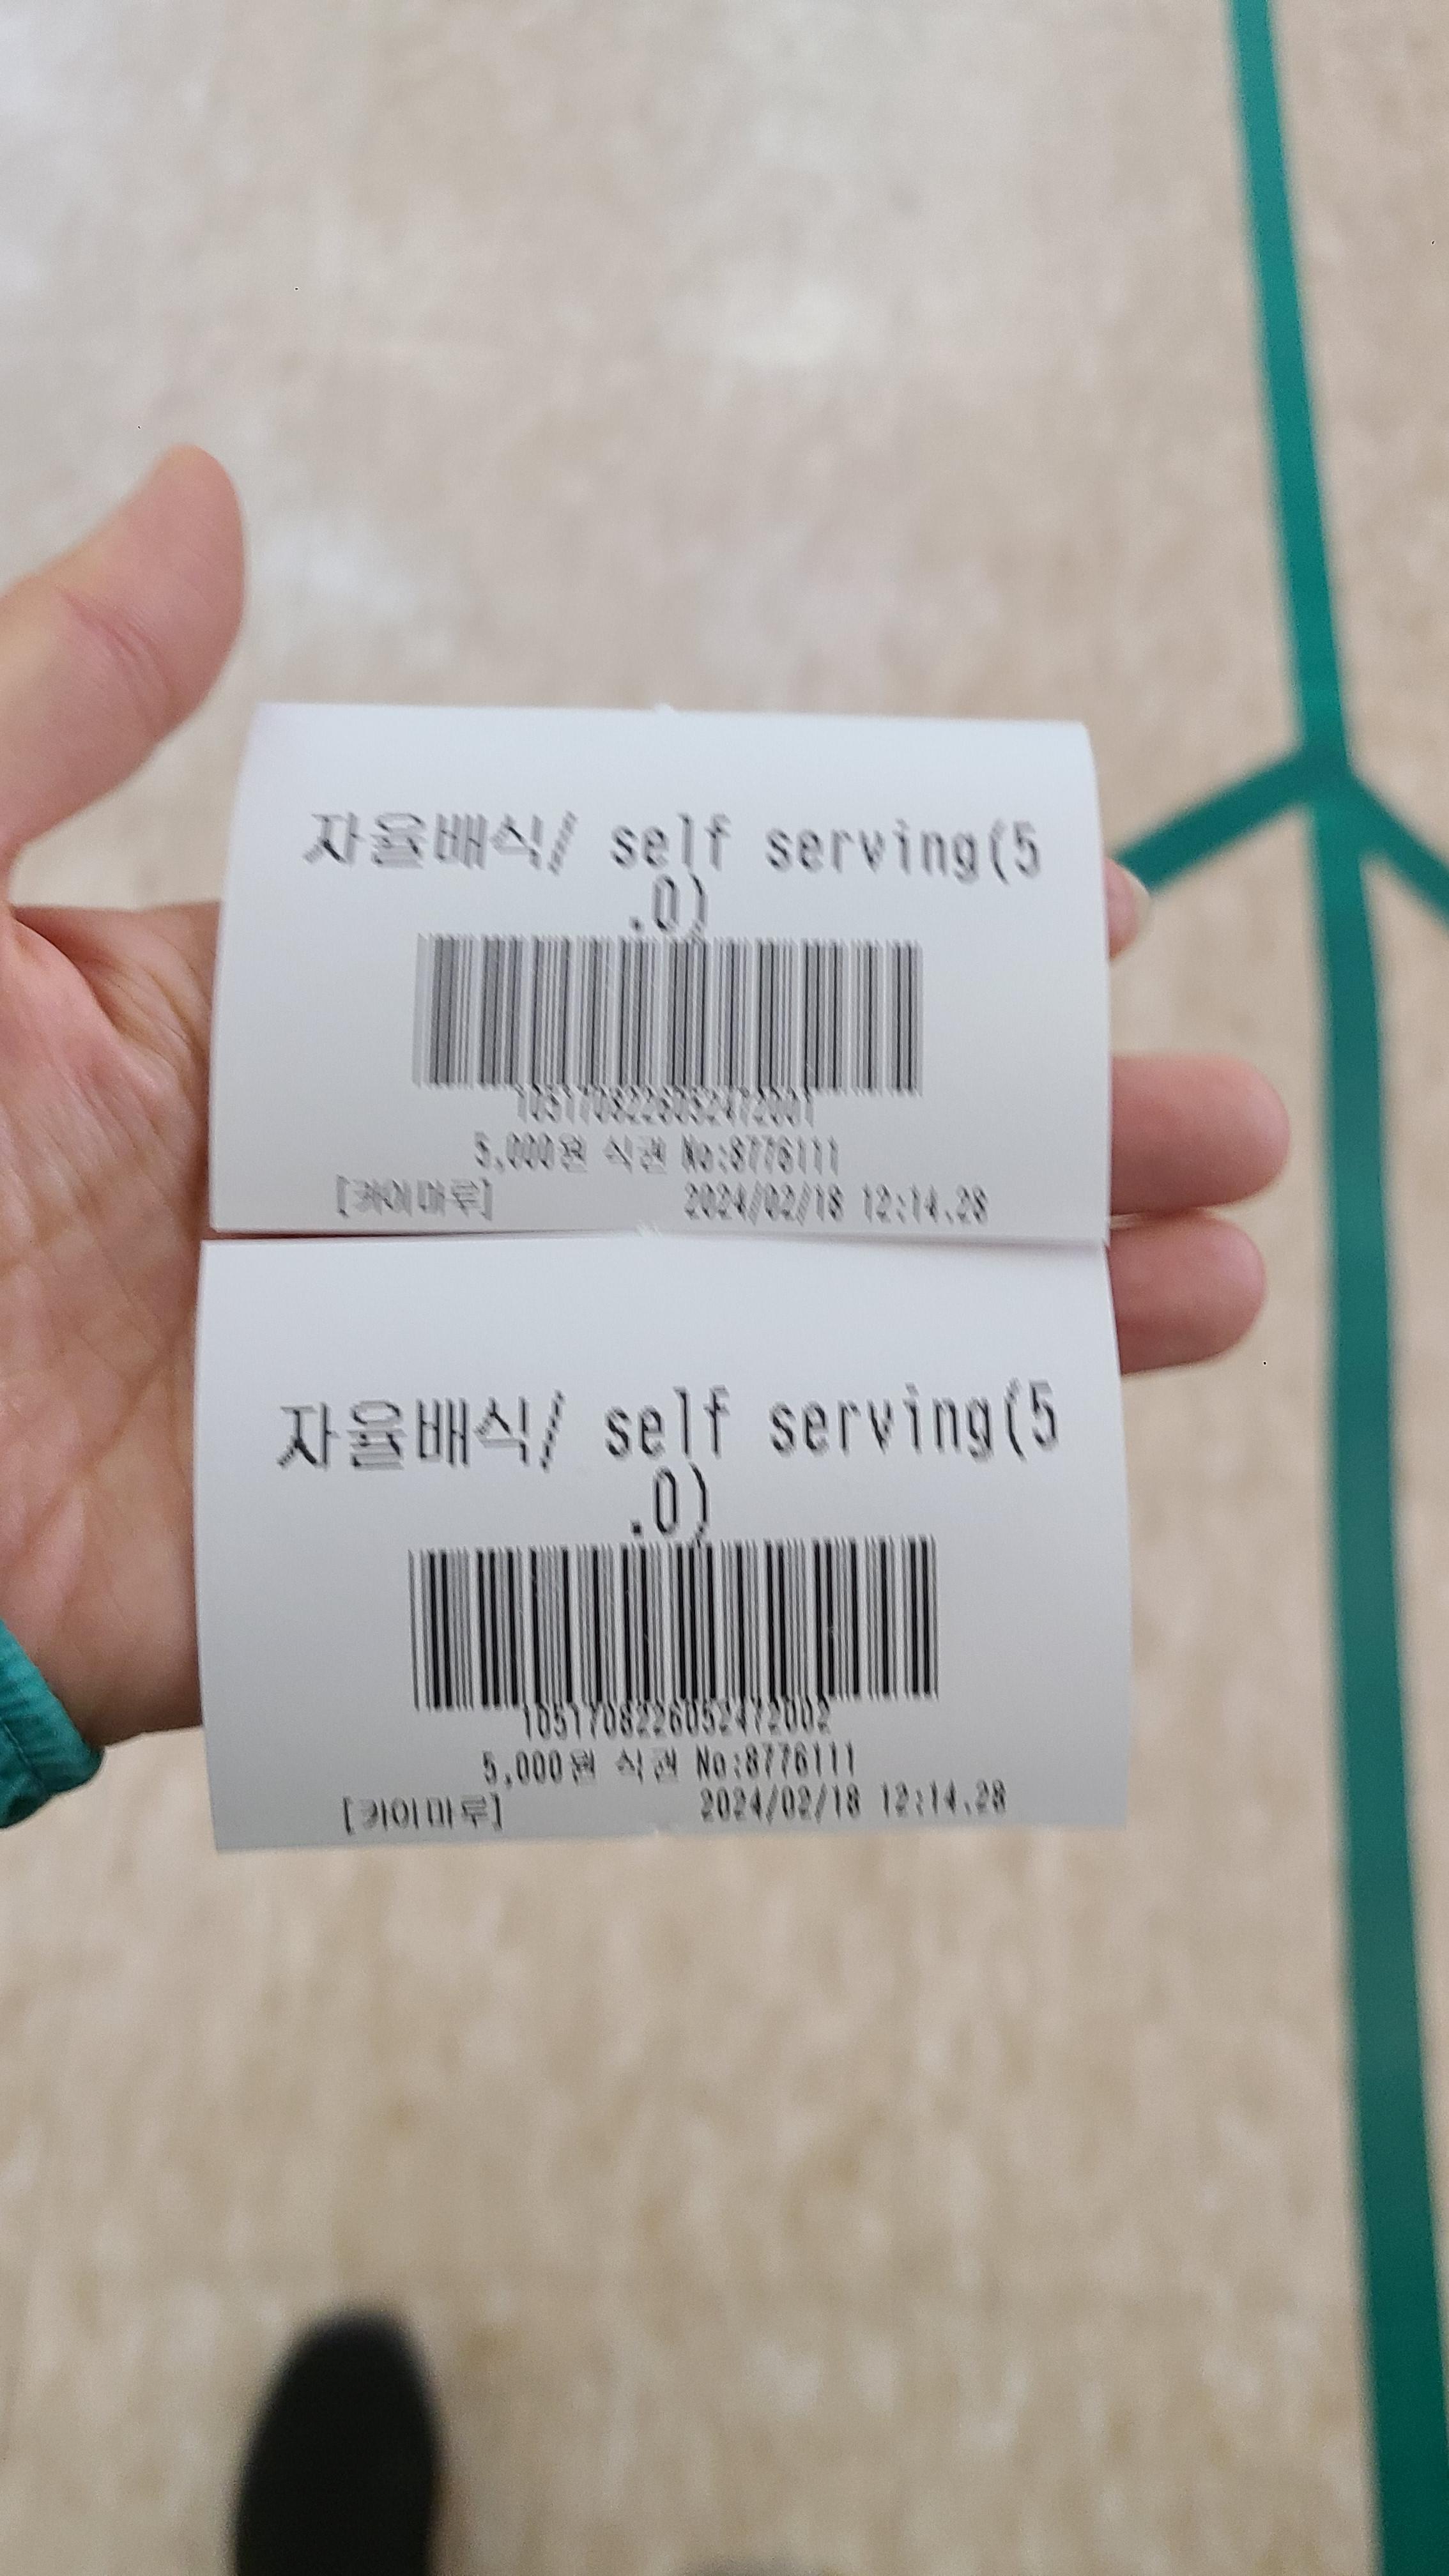 자율배식/ self serving(5
.0)
1051708226052472001
5,000원 식권 No:8776111
[카이마루] 2024/02/18 12:14.28
자율배식/ self serving(5
.0)
1051708226052472002
5,000원 식권 No:8776111
[카이마루] 2024/02/18 12:14.28